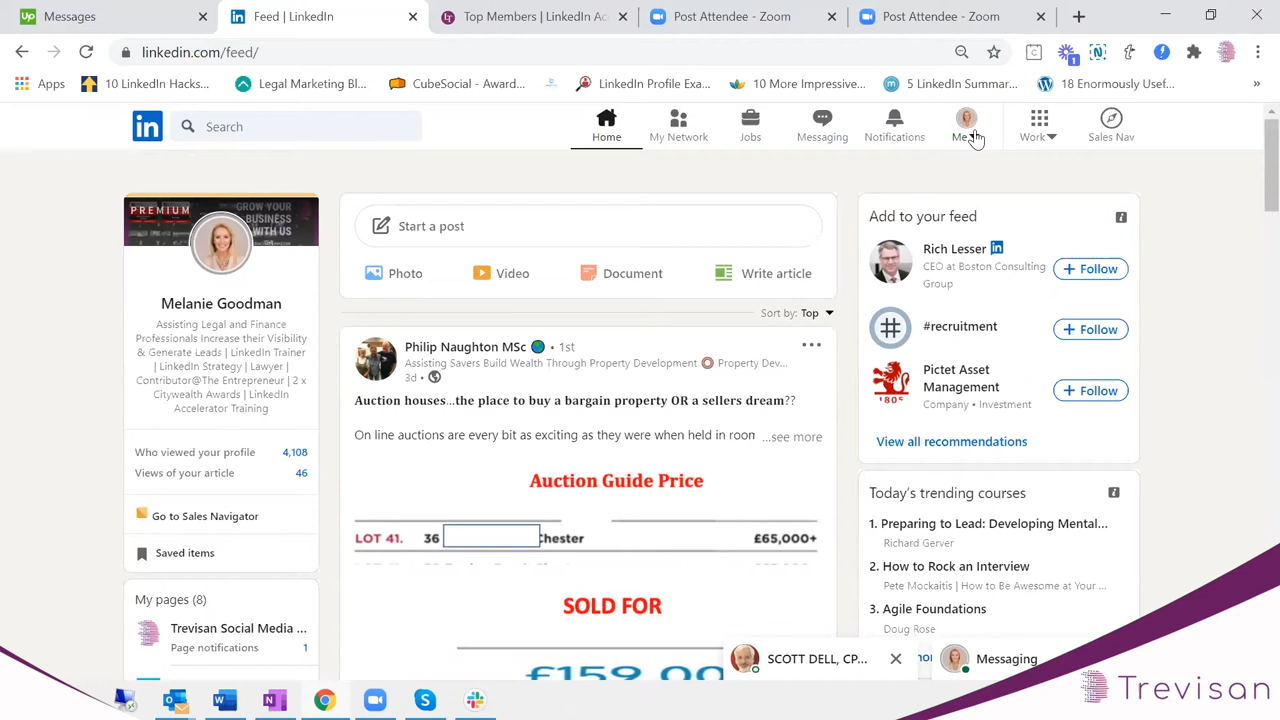 Up Messages
in Feed | LinkedIn
Top Members | LinkedIn Ac
Post Attendee - Zoom
Post Attendee - Zoom
linkedin.com/feed/
1
Apps
10 LinkedIn Hacks...
Legal Marketing Bl...
CubeSocial - Award...
LinkedIn Profile Exa...
10 More Impressive...
5 LinkedIn Summar...
18 Enormously Usef...
in
Search
Home
My Network
Jobs
Messaging
Notifications
Me
Work
Sales Nav
PREMIUM
GROW YOUR
BUSINESS
WITH US
Melanie Goodman
Assisting Legal and Finance
Professionals Increase their Visibility
& Generate Leads | LinkedIn Trainer
| LinkedIn Strategy | Lawyer |
Contributor@The Entrepreneur | 2 x
Citywealth Awards | LinkedIn
Accelerator Training
Who viewed your profile 4,108
Views of your article 46
Go to Sales Navigator
Saved items
My pages (8)
Trevisan Social Media ...
Page notifications 1
Start a post
Photo
Video
Document
Write article
Sort by: Top
Philip Naughton MSc • 1st
Assisting Savers Build Wealth Through Property Development Property Dev...
3d •
Auction houses...the place to buy a bargain property OR a sellers dream??
On line auctions are every bit as exciting as they were when held in room ...see more
Auction Guide Price
LOT 41. 36 Chester £65,000+
SOLD FOR
Add to your feed
Rich Lesser in
CEO at Boston Consulting
Group
+ Follow
#
#recruitment
+ Follow
Pictet Asset
Management
Company • Investment
1805
+ Follow
View all recommendations
Today's trending courses
1. Preparing to Lead: Developing Mental...
Richard Gerver
2. How to Rock an Interview
Pete Mockaitis | How to Be Awesome at Your ...
3. Agile Foundations
Doug Rose
SCOTT DELL, CP...
Messaging
Trevisan